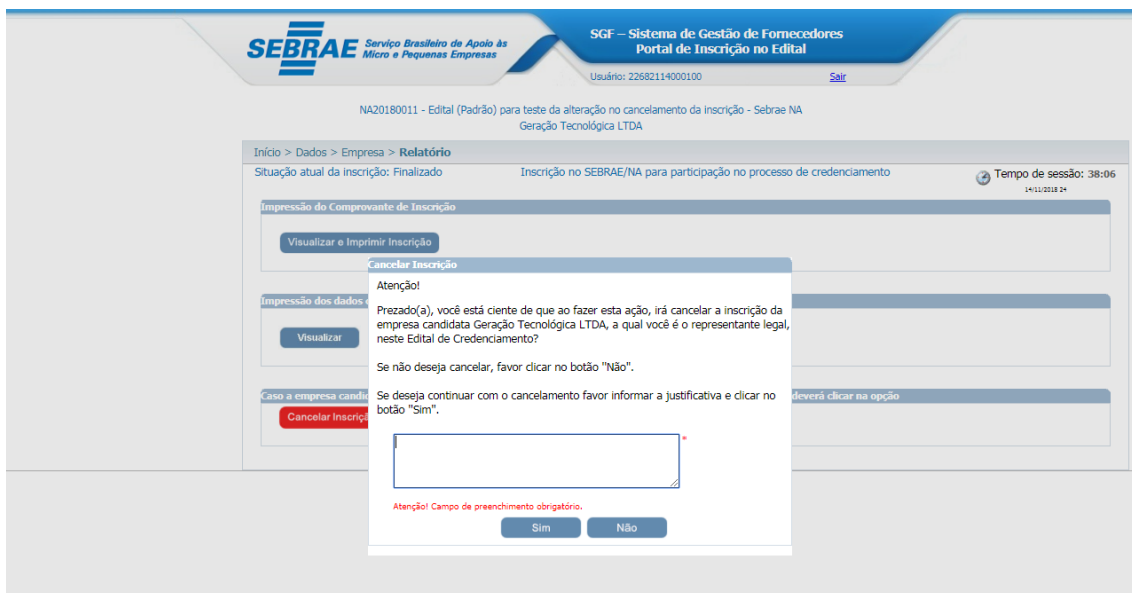 SEBRAE
Serviço Brasileiro de Apoio às
Micro e Pequenas Empresas
SGF – Sistema de Gestão de Fornecedores
Portal de Inscrição no Edital
Usuário: 22682114000100 Sair
NA20180011 - Edital (Padrão) para teste da alteração no cancelamento da inscrição - Sebrae NA
Geração Tecnológica LTDA
Início > Dados > Empresa > Relatório
Situação atual da inscrição: Finalizado Inscrição no SEBRAE/NA para participação no processo de credenciamento Tempo de sessão: 38:06
14/11/2018 24
Impressão do Comprovante de Inscrição
Visualizar e Imprimir Inscrição
Impressão dos dados
Visualizar
Caso a empresa deverá clicar na opção
Cancelar
Cancelar Inscrição
Atenção!
Prezado(a), você está ciente de que ao fazer esta ação, irá cancelar a inscrição da
empresa candidata Geração Tecnológica LTDA, a qual você é o representante legal,
neste Edital de Credenciamento?
Se não deseja cancelar, favor clicar no botão "Não".
Se deseja continuar com o cancelamento favor informar a justificativa e clicar no
botão "Sim".
*
Atenção! Campo de preenchimento obrigatório.
Sim Não